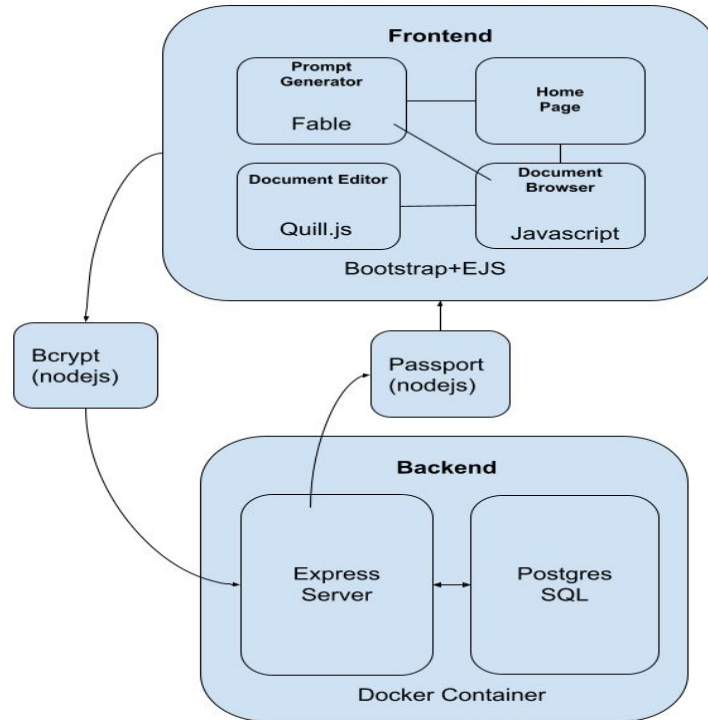 Frontend
Prompt
Generator
Fable
Home
Page
Document Editor
Quill.js
Document
Browser
Javascript
Bootstrap+EJS
Bcrypt
(nodejs)
Passport
(nodejs)
Backend
Express
Server
Postgres
SQL
Docker Container